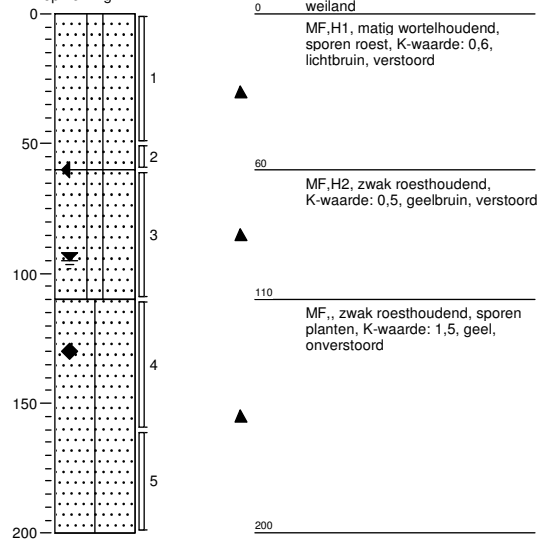 0
50
100
150
200
1
2
3
4
5
0
weiland
MF,H1, matig wortelhoudend,
sporen roest, K-waarde: 0,6,
lichtbruin, verstoord
60
MF,H2, zwak roesthoudend,
K-waarde: 0,5, geelbruin, verstoord
110
MF,, zwak roesthoudend, sporen
planten, K-waarde: 1,5, geel,
onverstoord
200